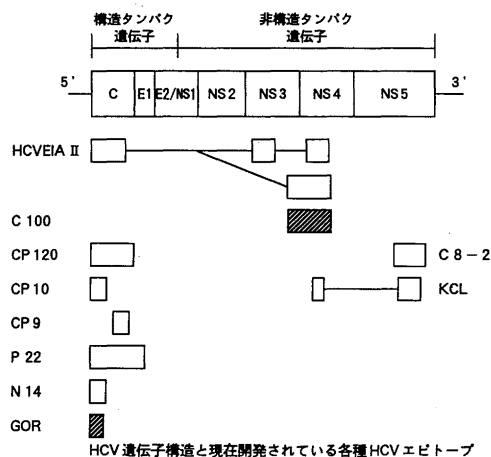 構造タンパク 非構造タンパク
遺伝子 遺伝子
5' 3'
C E1 E2/NS1 NS2 NS3 NS4 NS5
HCVEIA II
C 100
CP 120 C 8-2
CP 10 KCL
CP 9
P 22
N 14
GOR
HCV遺伝子構造と現在開発されている各種HCVエピトープ